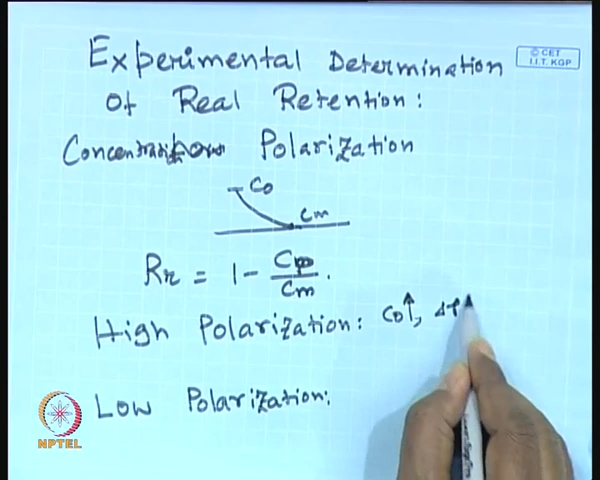 Experimental Determination
Of Real Retention:
© CET
I.I.T. KGP
Concentration Polarization
Co
Cm
Rr = 1 - Cp/Cm.
High Polarization: Co↑, ΔP
Low Polarization:
NPTEL